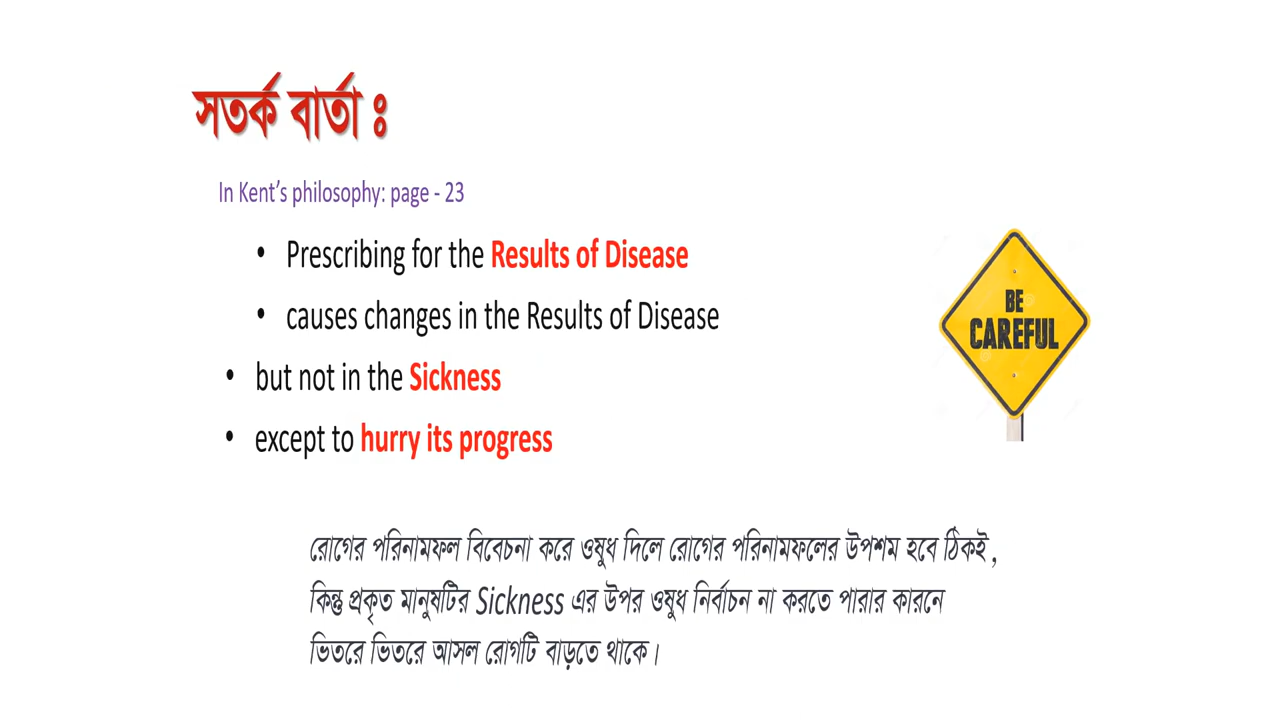 সতর্ক বার্তা ঃ
In Kent's philosophy: page - 23
• Prescribing for the Results of Disease
• causes changes in the Results of Disease
• but not in the Sickness
• except to hurry its progress
BE
CAREFUL
রোগের পরিনামফল বিবেচনা করে ওষুধ দিলে রোগের পরিনামফলের উপশম হবে ঠিকই,
কিন্তু প্রকৃত মানুষটির Sickness এর উপর ওষুধ নির্বাচন না করতে পারার কারনে
ভিতরে ভিতরে আসল রোগটি বাড়তে থাকে।